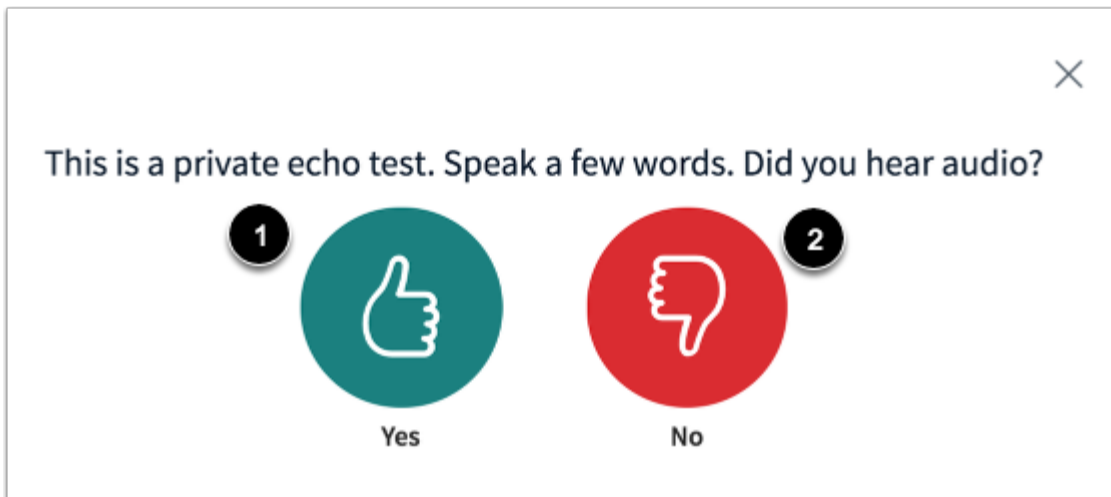 This is a private echo test. Speak a few words. Did you hear audio?
1
2
Yes
No